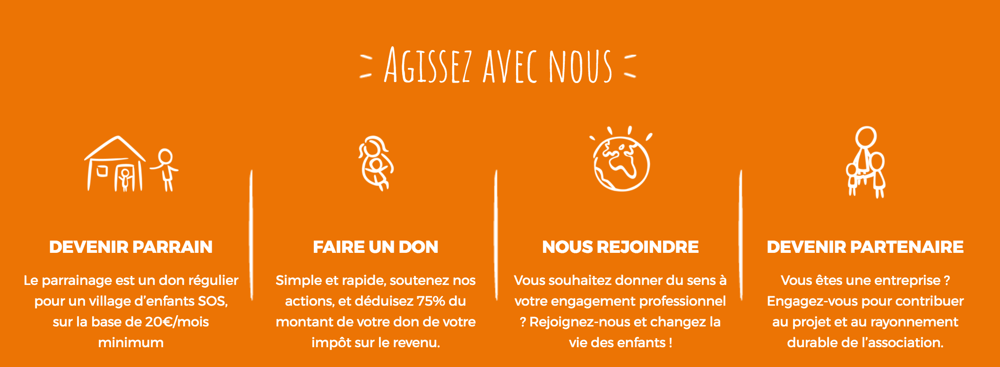 AGISSEZ AVEC NOUS
DEVENIR PARRAIN
Le parrainage est un don régulier
pour un village d'enfants SOS,
sur la base de 20€/mois
minimum
FAIRE UN DON
Simple et rapide, soutenez nos
actions, et déduisez 75% du
montant de votre don de votre
impôt sur le revenu.
NOUS REJOINDRE
Vous souhaitez donner du sens à
votre engagement professionnel
? Rejoignez-nous et changez la
vie des enfants !
DEVENIR PARTENAIRE
Vous êtes une entreprise ?
Engagez-vous pour contribuer
au projet et au rayonnement
durable de l'association.